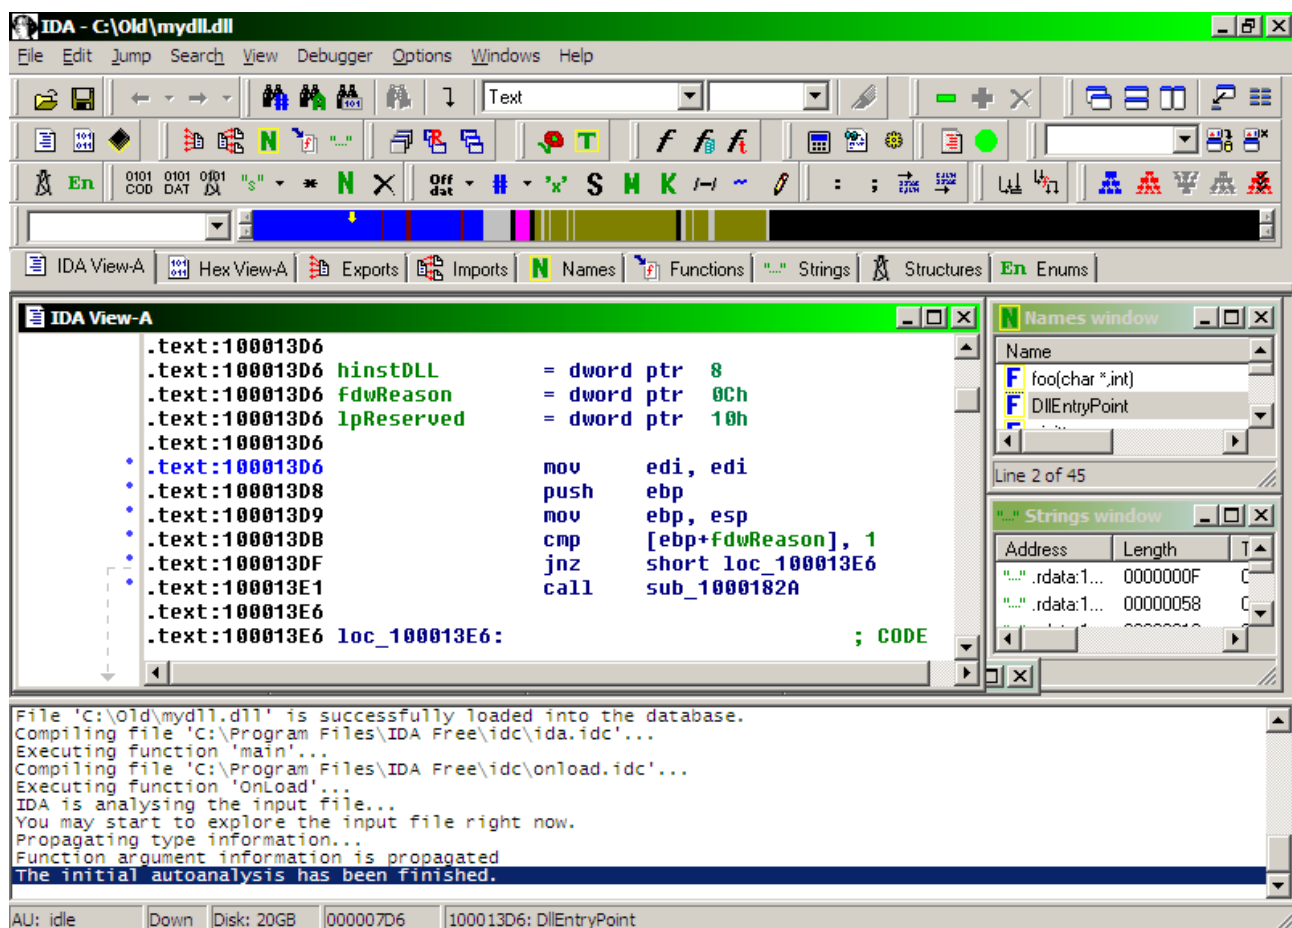 IDA - C:\Old\mydll.dll
File Edit Jump Search View Debugger Options Windows Help
Text
En
IDA View-A Hex View-A Exports Imports N Names Functions "..." Strings Structures En Enums
IDA View-A
.text:100013D6
.text:100013D6 hinstDLL = dword ptr 8
.text:100013D6 fdwReason = dword ptr 0Ch
.text:100013D6 lpReserved = dword ptr 10h
.text:100013D6
.text:100013D6 mov edi, edi
.text:100013D8 push ebp
.text:100013D9 mov ebp, esp
.text:100013DB cmp [ebp+fdwReason], 1
.text:100013DF jnz short loc_100013E6
.text:100013E1 call sub_1000182A
.text:100013E6
.text:100013E6 loc_100013E6: ; CODE
N Names window
Name
F foo(char *,int)
F DllEntryPoint
Line 2 of 45
"..." Strings window
Address Length T
"..." .rdata:1... 0000000F
"..." .rdata:1... 00000058
File 'C:\Old\mydll.dll' is successfully loaded into the database.
Compiling file 'C:\Program Files\IDA Free\idc\ida.idc'...
Executing function 'main'...
Compiling file 'C:\Program Files\IDA Free\idc\onload.idc'...
Executing function 'OnLoad'...
IDA is analysing the input file...
You may start to explore the input file right now.
Propagating type information...
Function argument information is propagated
The initial autoanalysis has been finished.
AU: idle Down Disk: 20GB 000007D6 100013D6: DllEntryPoint